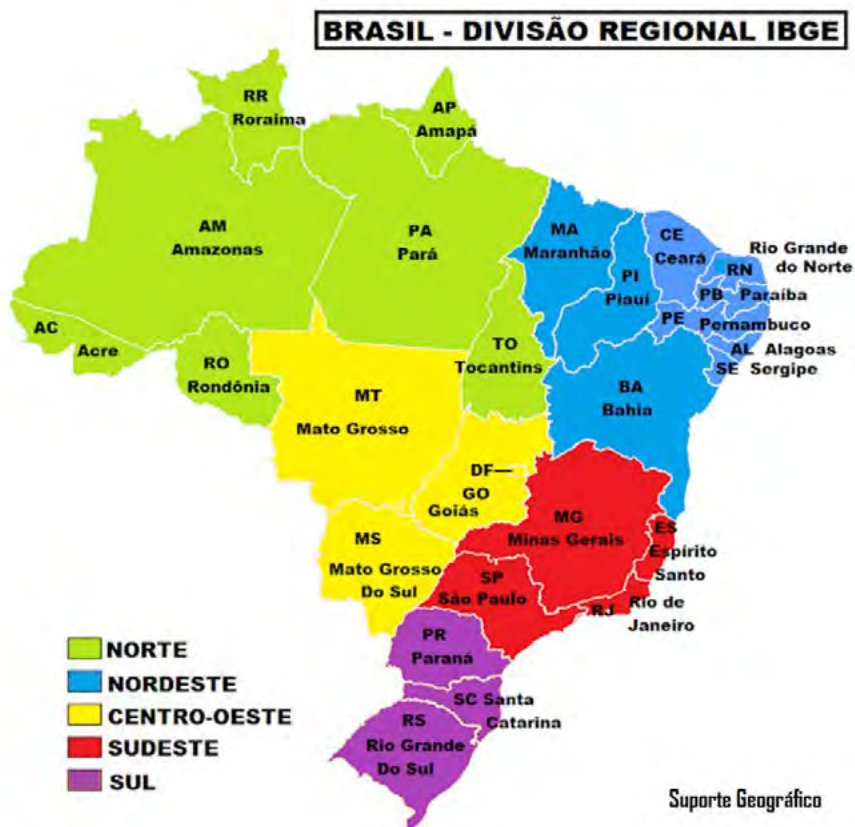 BRASIL - DIVISÃO REGIONAL IBGE
RR
Roraima
AP
Amapá
AM
Amazonas
PA
Pará
MA
Maranhão
PI
Piauí
CE
Ceará
Rio Grande
do Norte
RN
PB Paraíba
PE Pernambuco
AL Alagoas
SE Sergipe
AC
Acre
RO
Rondônia
TO
Tocantins
MT
Mato Grosso
BA
Bahia
DF
GO
Goiás
MG
Minas Gerais
ES
Espírito
Santo
MS
Mato Grosso
Do Sul
SP
São Paulo
RJ Rio de
Janeiro
PR
Paraná
SC Santa
Catarina
RS
Rio Grande
Do Sul
NORTE
NORDESTE
CENTRO-OESTE
SUDESTE
SUL
Suporte Geográfico